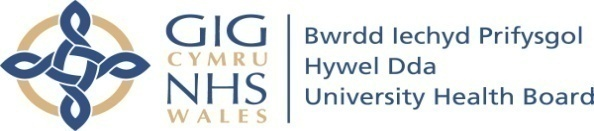 GIG
CYMRU
NHS
WALES
Bwrdd Iechyd Prifysgol
Hywel Dda
University Health Board